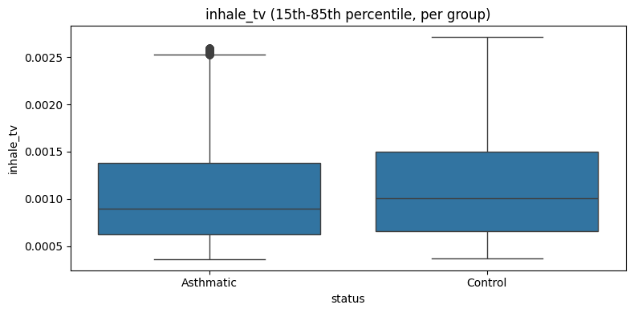 inhale_tv (15th-85th percentile, per group)
0.0025
0.0020
0.0015
0.0010
0.0005
inhale_tv
Asthmatic
Control
status